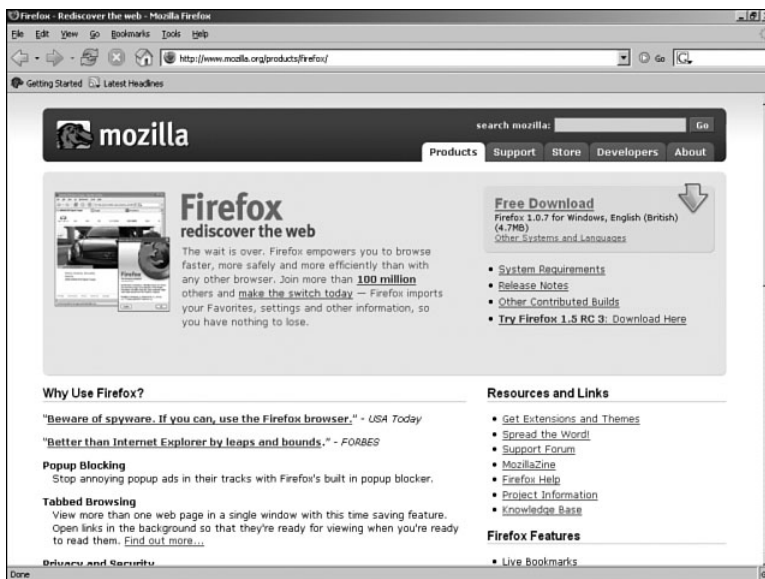 Firefox - Rediscover the web - Mozilla Firefox
File Edit View Go Bookmarks Tools Help
http://www.mozilla.org/products/firefox/
Go
G
Getting Started Latest Headlines
mozilla
search mozilla: Go
Products Support Store Developers About
Firefox
rediscover the web
The wait is over. Firefox empowers you to browse
faster, more safely and more efficiently than with
any other browser. Join more than 100 million
others and make the switch today — Firefox imports
your Favorites, settings and other information, so
you have nothing to lose.
Free Download
Firefox 1.0.7 for Windows, English (British)
(4.7MB)
Other Systems and Languages
• System Requirements
• Release Notes
• Other Contributed Builds
• Try Firefox 1.5 RC 3: Download Here
Why Use Firefox?
"Beware of spyware. If you can, use the Firefox browser." - USA Today
"Better than Internet Explorer by leaps and bounds." - FORBES
Popup Blocking
Stop annoying popup ads in their tracks with Firefox's built in popup blocker.
Tabbed Browsing
View more than one web page in a single window with this time saving feature.
Open links in the background so that they're ready for viewing when you're ready
to read them. Find out more...
Privacy and Security
Resources and Links
• Get Extensions and Themes
• Spread the Word!
• Support Forum
• MozillaZine
• Firefox Help
• Project Information
• Knowledge Base
Firefox Features
• Live Bookmarks
Done